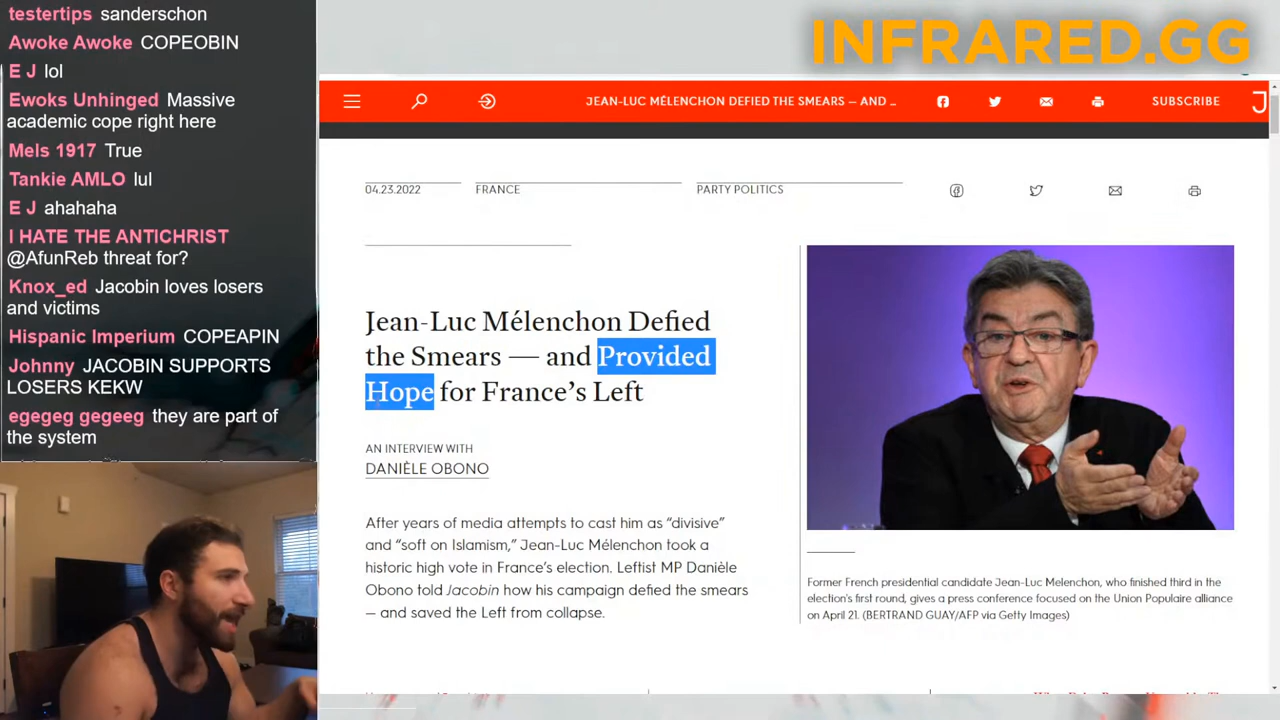 testertips sanderschon
Awoke Awoke COPEOBIN
E J lol
Ewoks Unhinged Massive
academic cope right here
Mels 1917 True
Tankie AMLO lul
E J ahahaha
I HATE THE ANTICHRIST
@AfunReb threat for?
Knox_ed Jacobin loves losers
and victims
Hispanic Imperium COPEAPIN
Johnny JACOBIN SUPPORTS
LOSERS KEKW
egegeg gegeeg they are part of
the system
INFRARED.GG
JEAN-LUC MÉLENCHON DEFIED THE SMEARS — AND ...
SUBSCRIBE
J
04.23.2022
FRANCE
PARTY POLITICS
Jean-Luc Mélenchon Defied
the Smears — and Provided
Hope for France’s Left
AN INTERVIEW WITH
DANIÈLE OBONO
After years of media attempts to cast him as “divisive”
and “soft on Islamism,” Jean-Luc Mélenchon took a
historic high vote in France’s election. Leftist MP Danièle
Obono told Jacobin how his campaign defied the smears
— and saved the Left from collapse.
Former French presidential candidate Jean-Luc Melenchon, who finished third in the
election's first round, gives a press conference focused on the Union Populaire alliance
on April 21. (BERTRAND GUAY/AFP via Getty Images)